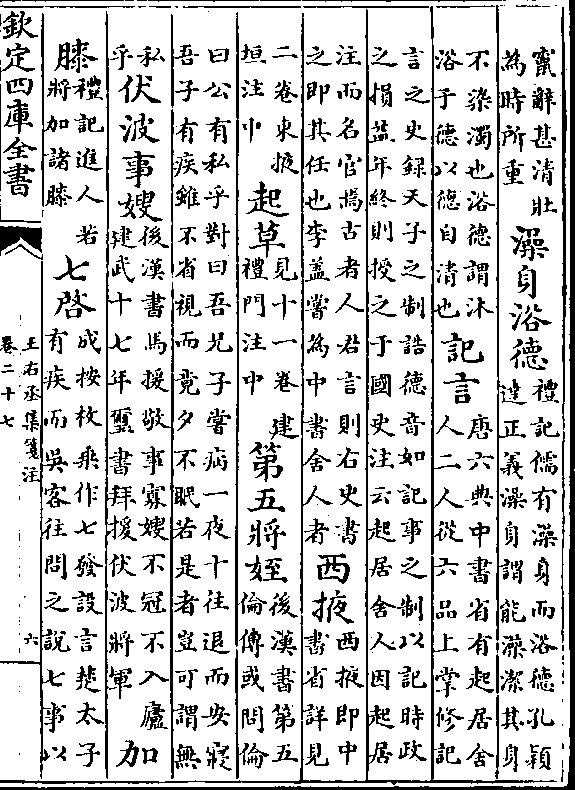 辭甚清壯為時所重澡身浴德禮記儒有澡身而浴德孔穎達正義澡身謂能澡潔其身
不染濁也浴德謂沐浴于德以德自清也記言唐六典中書省有起居舍人二人從六品上掌修記
言之史録天子之制誥德音如記事之制以記時政之損益年終則授之于國史注云起居舍人因起居
注而名官焉古者人君言則右史書之即其任也李葢嘗為中書舍人者西掖西掖即中書省詳見
二卷東掖垣注中起草見十一卷建禮門注中第五將姪後漢書第五倫傳或問倫
曰公有私乎對曰吾兄子嘗病一夜十往退而安寢吾子有疾雖不省視而竟夕不眠若是者豈可謂無
私乎伏波事嫂後漢書馬援敬事寡嫂不冠不入廬建武十七年璽書拜援伏波將軍加
膝禮記進人若將加諸膝七啓成按枚乘作七發設言楚太子有疾而吳客往問之說七事以
欽定四庫全書
王右丞集箋注
卷二十七
六